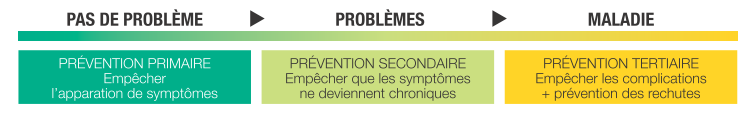 PAS DE PROBLÈME ▶ PROBLÈMES ▶ MALADIE
PRÉVENTION PRIMAIRE
Empêcher
l'apparation de symptômes
PRÉVENTION SECONDAIRE
Empêcher que les symptômes
ne deviennent chroniques
PRÉVENTION TERTIAIRE
Empêcher les complications
+ prévention des rechutes